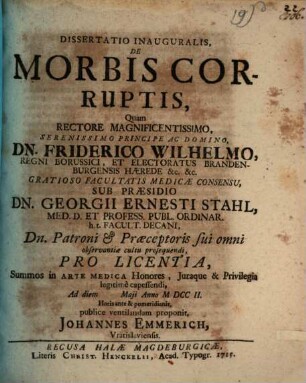 DISSERTATIO INAUGURALIS,
DE
MORBIS COR-
RUPTIS,
Quam
RECTORE MAGNIFICENTISSIMO,
SERENISSIMO PRINCIPE AC DOMINO,
DN. FRIDERICO WILHELMO,
REGNI BORUSSICI, ET ELECTORATUS BRANDEN-
BURGENSIS HÆREDE &c. &c.
GRATIOSO FACULTATIS MEDICÆ CONSENSU,
SUB PRÆSIDIO
DN. GEORGII ERNESTI STAHL,
MED. D. ET PROFESS. PUBL. ORDINAR.
h. t. FACULT. DECANI,
Dn. Patroni & Præceptoris sui omni
observantiæ cultu prosequendi,
PRO LICENTIA,
Summos in ARTE MEDICA Honores, Juraque & Privilegia
legitimè capessendi,
Ad diem Maji Anno M DCC II.
Horis ante & pomeridianis,
publicè ventilandam proponit,
JOHANNES EMMERICH,
Vratislaviensis.
RECUSA HALÆ MAGDEBURGICÆ,
Literis CHRIST. HENCKELII, Acad. Typogr.